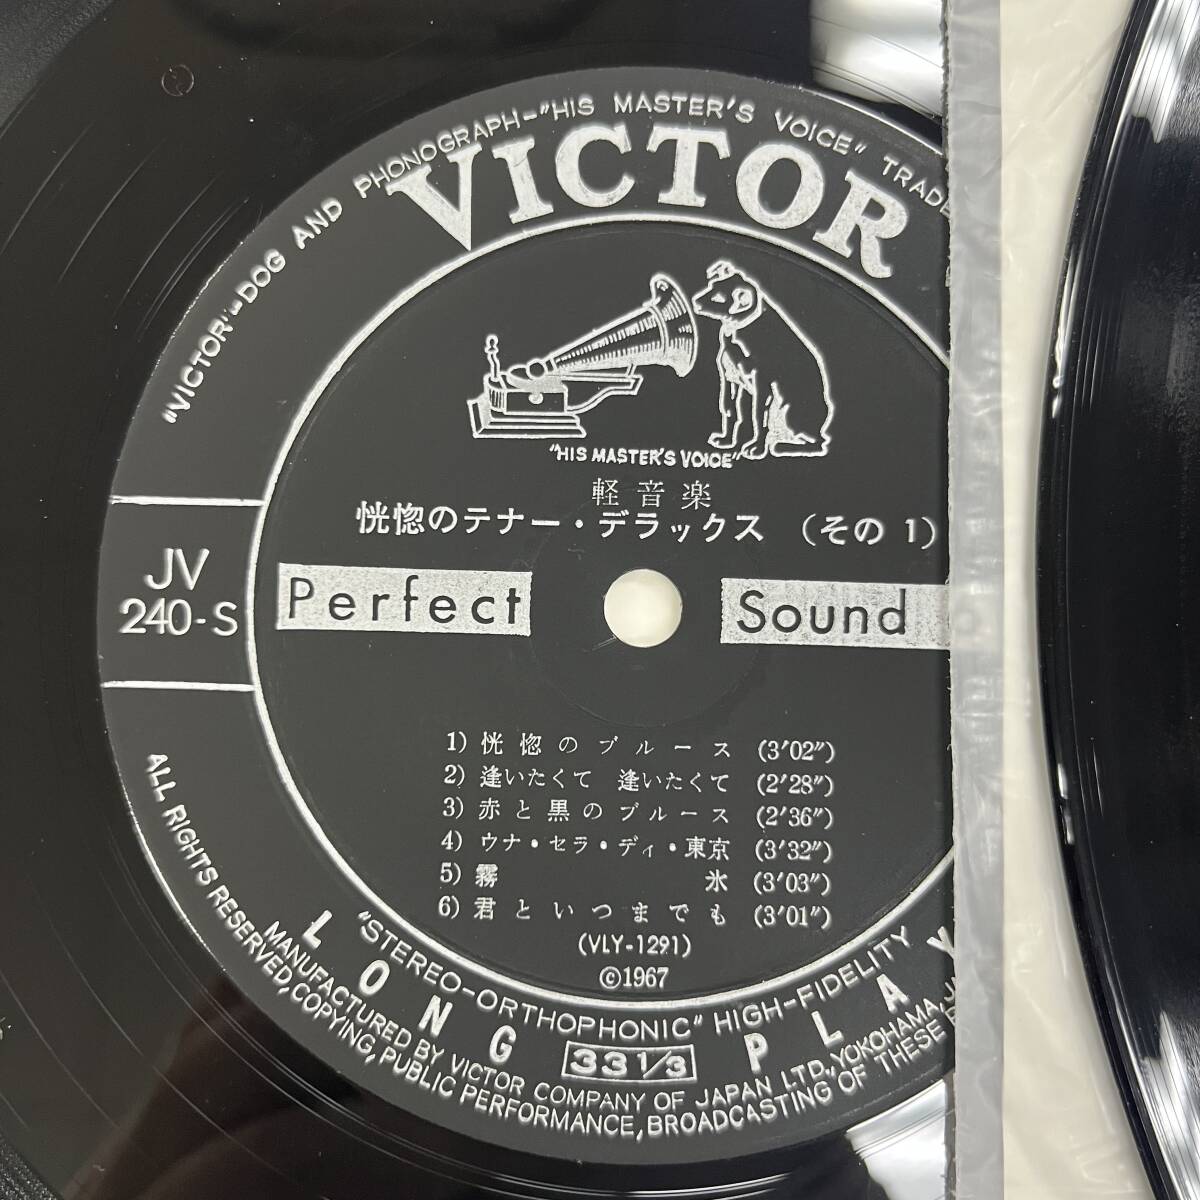 "VICTOR"-DOG AND PHONOGRAPH-"HIS MASTER'S VOICE" TRADE
VICTOR
"HIS MASTER'S VOICE"
軽音楽
恍惚のテナー・デラックス （その 1）
JV
240-S
Perfect Sound
1) 恍惚のブルース (3′02″)
2) 逢いたくて 逢いたくて (2′28″)
3) 赤と黒のブルース (2′36″)
4) ウナ・セラ・ディ・東京 (3′32″)
5) 霧氷 (3′03″)
6) 君といつまでも (3′01″)
(VLY-1291)
©1967
"STEREO-ORTHOPHONIC" HIGH-FIDELITY
LONG 33 1/3 PLAY
MANUFACTURED BY VICTOR COMPANY OF JAPAN LTD., YOKOHAMA,
ALL RIGHTS RESERVED, COPYING, PUBLIC PERFORMANCE, BROADCASTING OF THESE